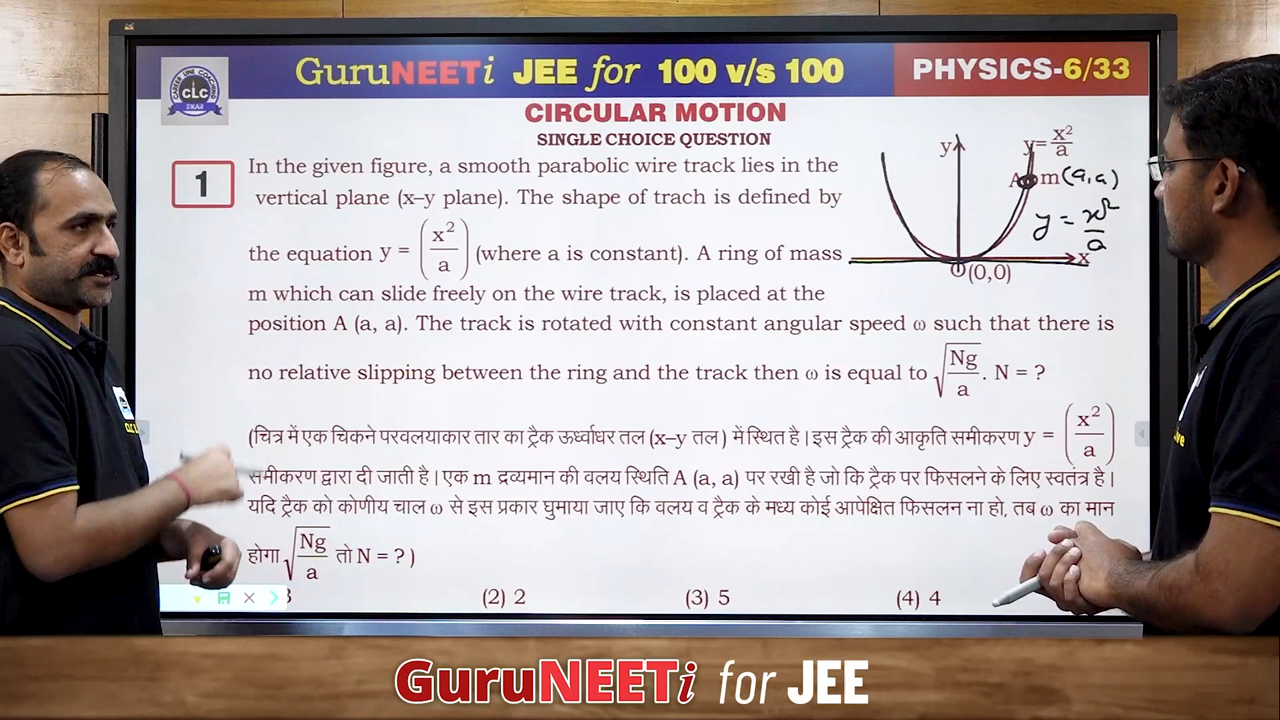 GuruNEETi JEE for 100 v/s 100
PHYSICS-6/33
CLC
SIKAR
CIRCULAR MOTION
SINGLE CHOICE QUESTION
1
In the given figure, a smooth parabolic wire track lies in the
vertical plane (x–y plane). The shape of trach is defined by
the equation y = (x²/a) (where a is constant). A ring of mass
m which can slide freely on the wire track, is placed at the
position A (a, a). The track is rotated with constant angular speed ω such that there is
no relative slipping between the ring and the track then ω is equal to √(Ng/a). N = ?
y
y=x²/a
A m (a,a)
y = x²/a
x
O (0,0)
(चित्र में एक चिकने परवलयाकार तार का ट्रैक ऊर्ध्वाधर तल (x–y तल) में स्थित है। इस ट्रैक की आकृति समीकरण y = (x²/a)
समीकरण द्वारा दी जाती है। एक m द्रव्यमान की वलय स्थिति A (a, a) पर रखी है जो कि ट्रैक पर फिसलने के लिए स्वतंत्र है।
यदि ट्रैक को कोणीय चाल ω से इस प्रकार घुमाया जाए कि वलय व ट्रैक के मध्य कोई आपेक्षित फिसलन ना हो, तब ω का मान
होगा √(Ng/a) तो N = ? )
(2) 2 (3) 5 (4) 4
GuruNEETi for JEE